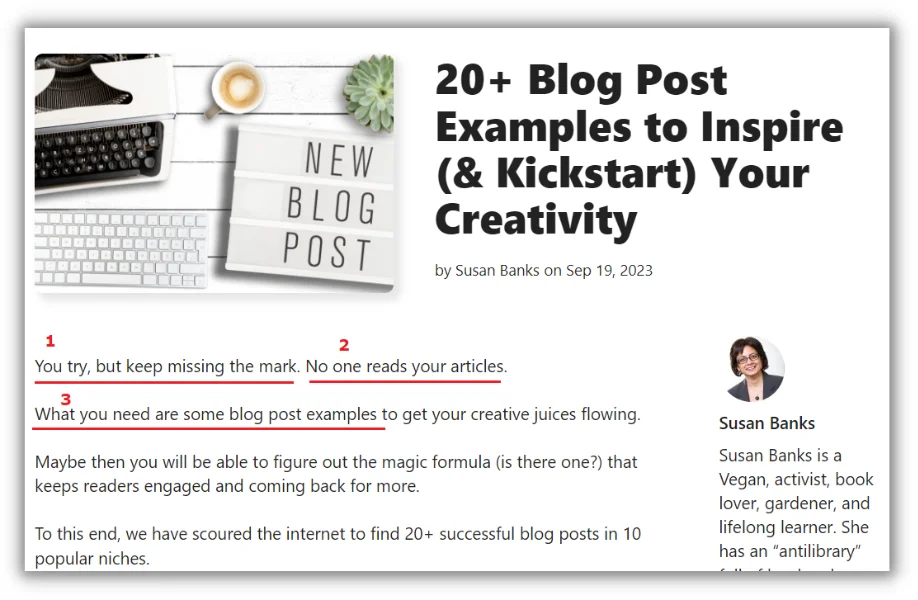 NEW
BLOG
POST
20+ Blog Post
Examples to Inspire
(& Kickstart) Your
Creativity
by Susan Banks on Sep 19, 2023
1
2
You try, but keep missing the mark. No one reads your articles.
3
What you need are some blog post examples to get your creative juices flowing.
Maybe then you will be able to figure out the magic formula (is there one?) that
keeps readers engaged and coming back for more.
To this end, we have scoured the internet to find 20+ successful blog posts in 10
popular niches.
Susan Banks
Susan Banks is a
Vegan, activist, book
lover, gardener, and
lifelong learner. She
has an “antilibrary”